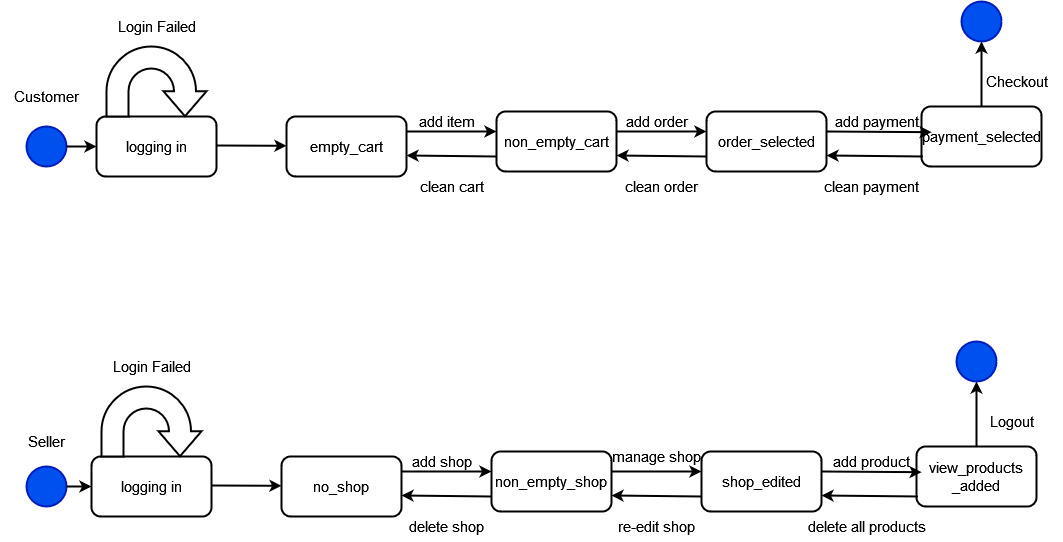 Login Failed
Customer
logging in
empty_cart
add item
clean cart
non_empty_cart
add order
clean order
order_selected
add payment
clean payment
payment_selected
Checkout
Login Failed
Seller
logging in
no_shop
add shop
delete shop
non_empty_shop
manage shop
re-edit shop
shop_edited
add product
delete all products
view_products
_added
Logout